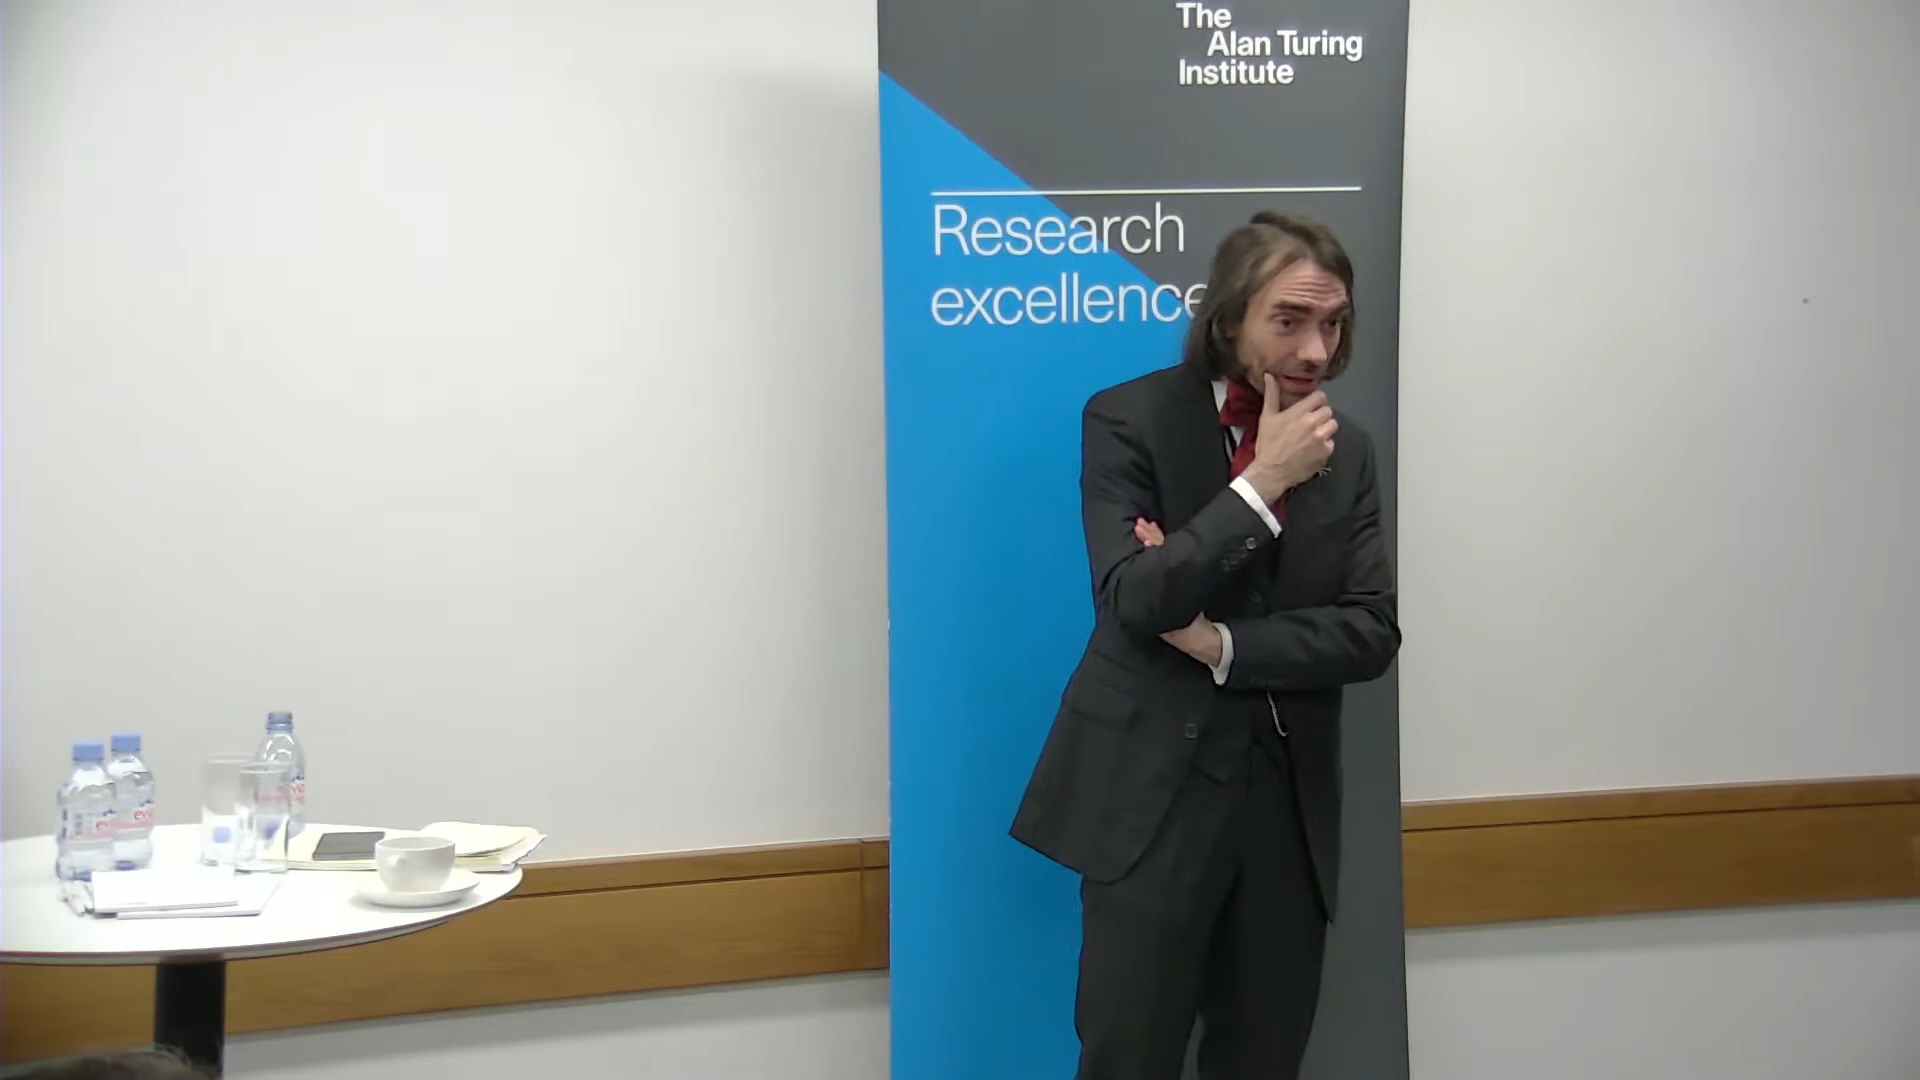 The
Alan Turing
Institute
Research
excellence